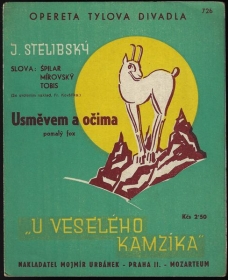 OPERETA TYLOVA DIVADLA
726
J. STELIBSKÝ
SLOVA: ŠPILAR
MÍROVSKÝ
TOBIS
Usměvem a očima
pomalý fox
Kčs 2·50
"U VESELÉHO
KAMZÍKA"
NAKLADATEL MOJMÍR URBÁNEK - PRAHA II. - MOZARTEUM